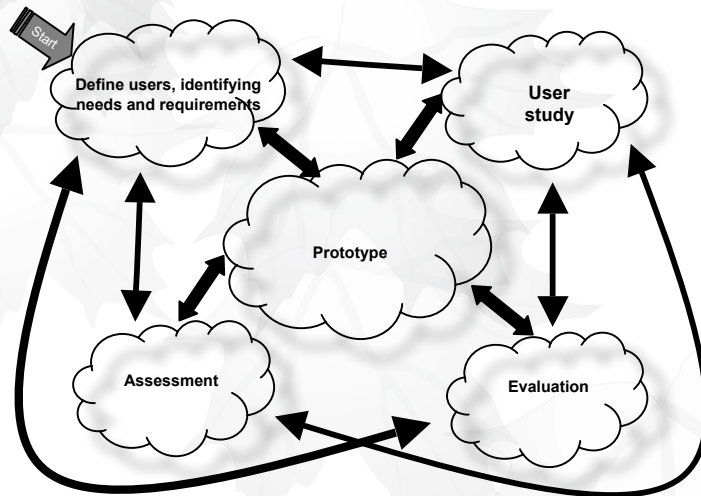 Start
Define users, identifying
needs and requirements
User
study
Prototype
Assessment
Evaluation